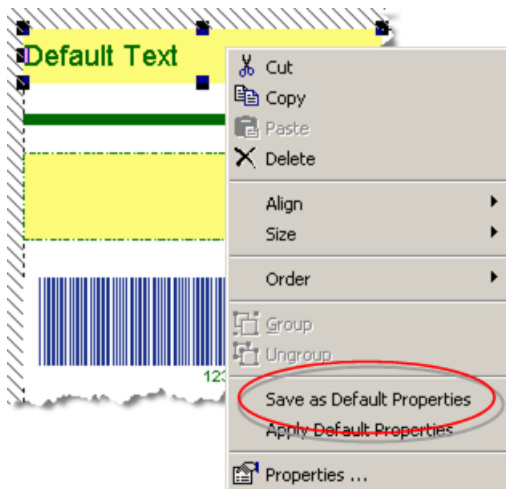 Default Text
Cut
Copy
Paste
Delete
Align
Size
Order
Group
Ungroup
123
Save as Default Properties
Apply Default Properties
Properties ...